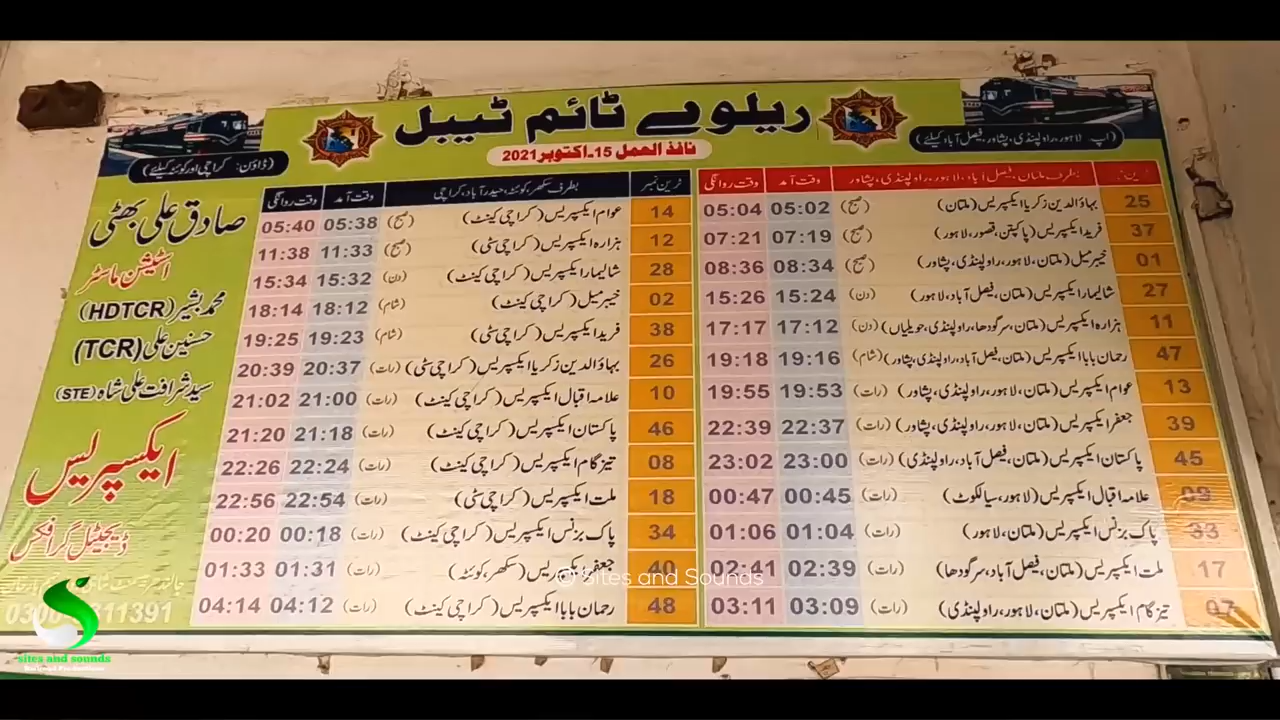 ریلوے ٹائم ٹیبل
نافذ العمل 15۔اکتوبر 2021
(اپ: لاہور، راولپنڈی، پشاور، فیصل آباد کیلئے)
(ڈاؤن: کراچی اور کوئٹہ کیلئے)
ٹرین نمبر بطرف ملتان، فیصل آباد، لاہور، راولپنڈی، پشاور وقت آمد وقت روانگی
25 بہاؤالدین زکریا ایکسپریس (ملتان) (صبح) 05:02 05:04
37 فرید ایکسپریس (پاکپتن، قصور، لاہور) (صبح) 07:19 07:21
01 خیبر میل (ملتان، لاہور، راولپنڈی، پشاور) (صبح) 08:34 08:36
27 شالیمار ایکسپریس (ملتان، فیصل آباد، لاہور) (دن) 15:24 15:26
11 ہزارہ ایکسپریس (ملتان، سرگودھا، راولپنڈی، حویلیاں) (دن) 17:12 17:17
47 رحمان بابا ایکسپریس (ملتان، فیصل آباد، راولپنڈی، پشاور) (شام) 19:16 19:18
13 عوام ایکسپریس (ملتان، لاہور، راولپنڈی، پشاور) (رات) 19:53 19:55
39 جعفر ایکسپریس (ملتان، لاہور، راولپنڈی، پشاور) (رات) 22:37 22:39
45 پاکستان ایکسپریس (ملتان، فیصل آباد، راولپنڈی) (رات) 23:00 23:02
09 علامہ اقبال ایکسپریس (لاہور، سیالکوٹ) (رات) 00:45 00:47
33 پاک بزنس ایکسپریس (ملتان، لاہور) (رات) 01:04 01:06
17 ملت ایکسپریس (ملتان، فیصل آباد، سرگودھا) (رات) 02:39 02:41
07 تیز گام ایکسپریس (ملتان، لاہور، راولپنڈی) (رات) 03:09 03:11
ٹرین نمبر بطرف سکھر، کوئٹہ، حیدر آباد، کراچی وقت آمد وقت روانگی
14 عوام ایکسپریس (کراچی کینٹ) (صبح) 05:38 05:40
12 ہزارہ ایکسپریس (کراچی سٹی) (صبح) 11:33 11:38
28 شالیمار ایکسپریس (کراچی کینٹ) (دن) 15:32 15:34
02 خیبر میل (کراچی کینٹ) (شام) 18:12 18:14
38 فرید ایکسپریس (کراچی سٹی) (شام) 19:23 19:25
26 بہاؤالدین زکریا ایکسپریس (کراچی سٹی) (رات) 20:37 20:39
10 علامہ اقبال ایکسپریس (کراچی کینٹ) (رات) 21:00 21:02
46 پاکستان ایکسپریس (کراچی کینٹ) (رات) 21:18 21:20
08 تیز گام ایکسپریس (کراچی کینٹ) (رات) 22:24 22:26
18 ملت ایکسپریس (کراچی سٹی) (رات) 22:54 22:56
34 پاک بزنس ایکسپریس (کراچی کینٹ) (رات) 00:18 00:20
40 جعفر ایکسپریس (سکھر، کوئٹہ) (رات) 01:31 01:33
48 رحمان بابا ایکسپریس (کراچی کینٹ) (رات) 04:12 04:14
صادق علی بھٹی
اسٹیشن ماسٹر
محمد بشیر (HDTCR)
حسنین علی (TCR)
سید شرافت علی شاہ (STE)
ایکسپریس
ڈیجیٹل گرافکس
© Sites and Sounds
sites and sounds